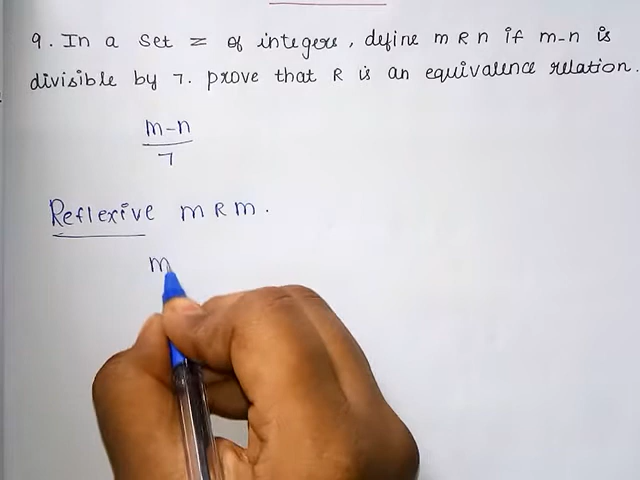 9. In a set Z of integers, define m R n if m-n is
divisible by 7. prove that R is an equivalence relation.
m-n
7
Reflexive m R m.
m